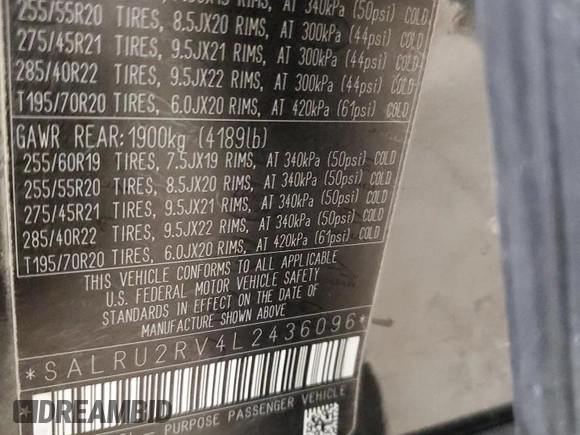 AT 340kPa (50psi) COLD
255/55R20 TIRES, 8.5JX20 RIMS, AT 300kPa (44psi) COLD
275/45R21 TIRES, 9.5JX21 RIMS, AT 300kPa (44psi) COLD
285/40R22 TIRES, 9.5JX22 RIMS, AT 300kPa (44psi) COLD
T195/70R20 TIRES, 6.0JX20 RIMS, AT 420kPa (61psi) COLD
GAWR REAR: 1900kg (4189lb)
255/60R19 TIRES, 7.5JX19 RIMS, AT 340kPa (50psi) COLD
255/55R20 TIRES, 8.5JX20 RIMS, AT 340kPa (50psi) COLD
275/45R21 TIRES, 9.5JX21 RIMS, AT 340kPa (50psi) COLD
285/40R22 TIRES, 9.5JX22 RIMS, AT 340kPa (50psi) COLD
T195/70R20 TIRES, 6.0JX20 RIMS, AT 420kPa (61psi) COLD
THIS VEHICLE CONFORMS TO ALL APPLICABLE
U.S. FEDERAL MOTOR VEHICLE SAFETY
STANDARDS IN EFFECT ON THE DATE OF
MANUFACTURE SHOWN ABOVE
*SALRU2RV4L2436096*
- PURPOSE PASSENGER VEHICLE
DREAMBID